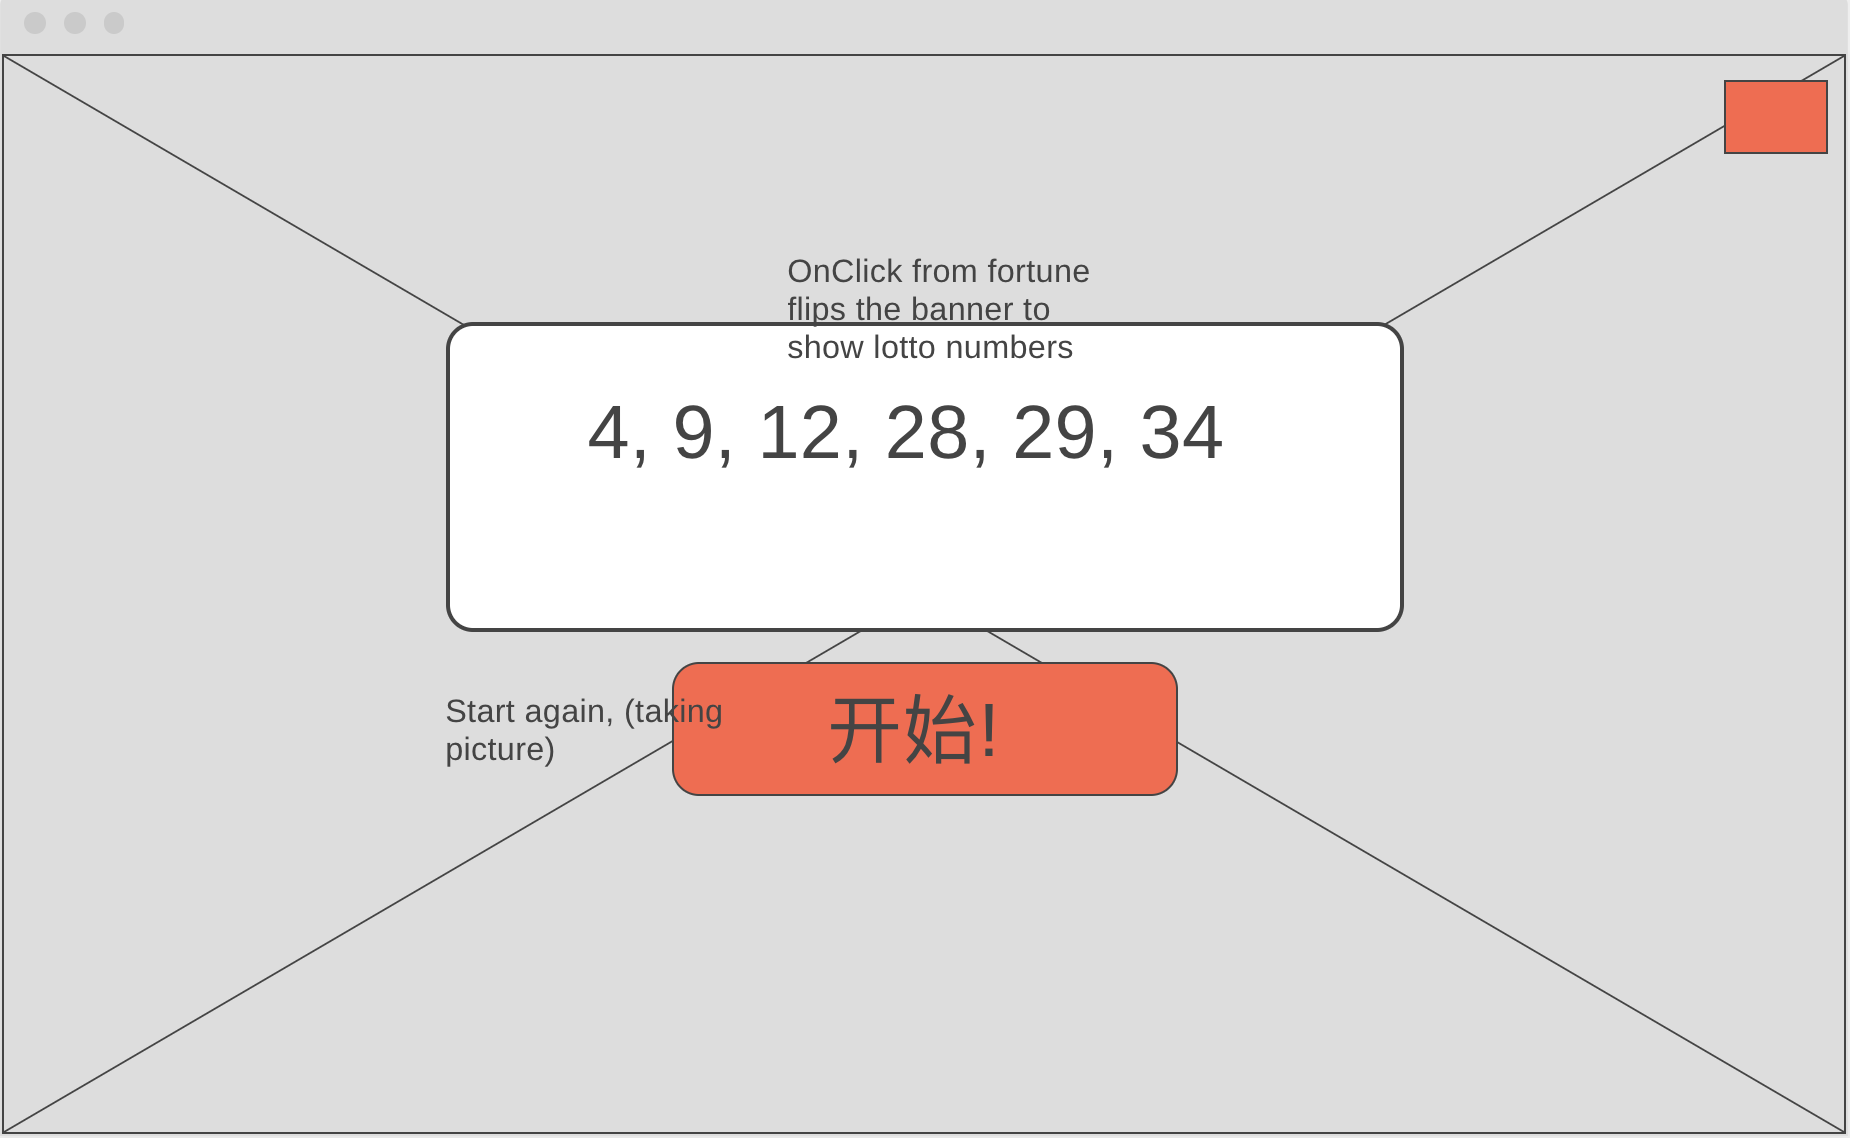 OnClick from fortune
flips the banner to
show lotto numbers
4, 9, 12, 28, 29, 34
Start again, (taking
picture)
开始!